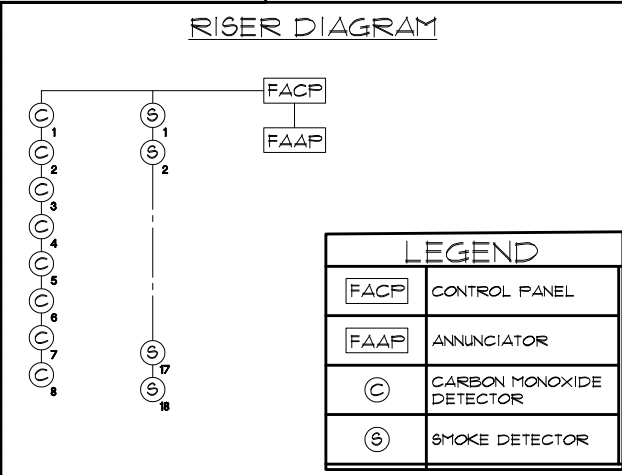 RISER DIAGRAM
FACP
FAAP
C 1
C 2
C 3
C 4
C 5
C 6
C 7
C 8
S 1
S 2
S 17
S 18
LEGEND
FACP CONTROL PANEL
FAAP ANNUNCIATOR
C CARBON MONOXIDE
DETECTOR
S SMOKE DETECTOR